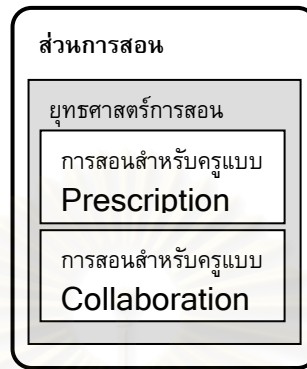 ส่วนการสอน
ยุทธศาสตร์การสอน
การสอนสำหรับครูแบบ
Prescription
การสอนสำหรับครูแบบ
Collaboration